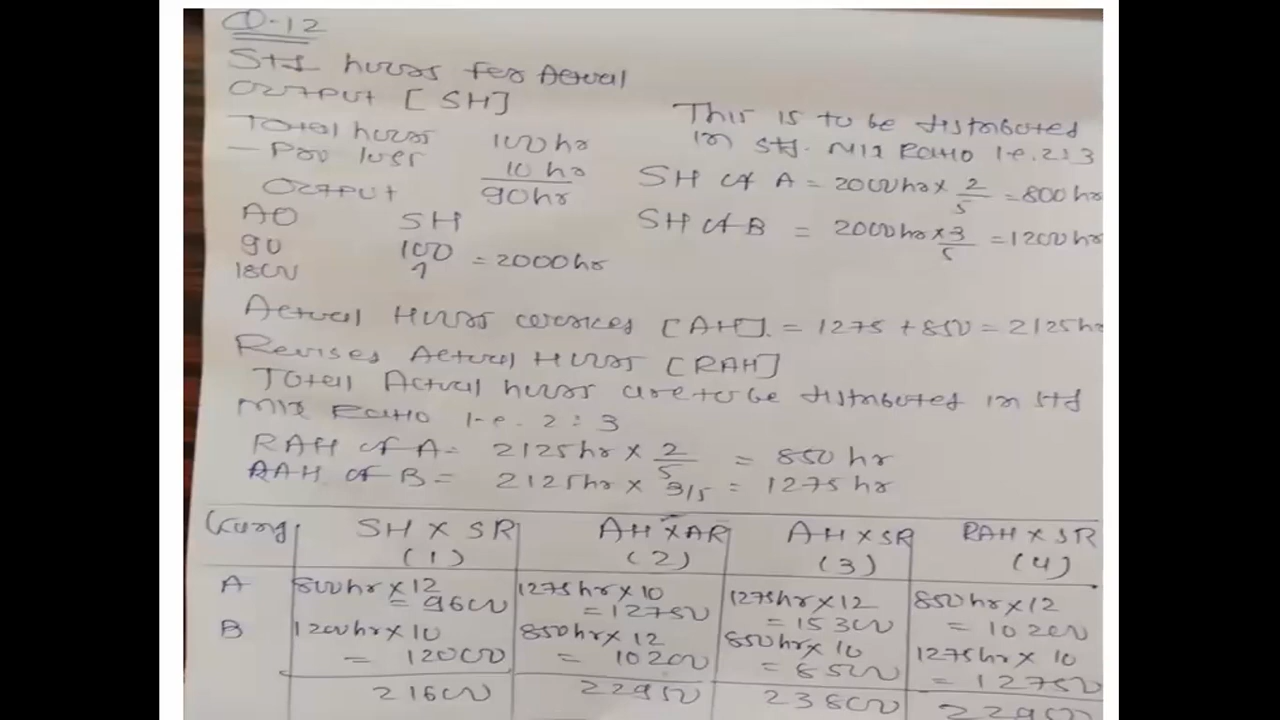 Q-12
Std hours for Actual
OUTPUT [SH]
Total hours 100 hr
- Pro loss 10 hr
OUTPUT 90 hr
AO SH
90 100
1800 ? = 2000 hr
This is to be distributed
in std. Mix Ratio i.e. 2:3
SH of A = 2000 hr x 2/5 = 800 hr
SH of B = 2000 hr x 3/5 = 1200 hr
Actual Hours worked [AH]. = 1275 + 850 = 2125 hr
Revised Actual Hours [RAH]
Total Actual hours are to be distributed in std
Mix Ratio i-e. 2 : 3
RAH of A = 2125 hr x 2/5 = 850 hr
RAH of B = 2125 hr x 3/5 = 1275 hr
SH x SR AH x AR AH x SR RAH x SR
(1) (2) (3) (4)
A 800 hr x 12 1275 hr x 10 1275 hr x 12 850 hr x 12
= 9600 = 12750 = 15300 = 10200
B 1200 hr x 10 850 hr x 12 850 hr x 10 1275 hr x 10
= 12000 = 10200 = 8500 = 12750
21600 22950 23800 22950